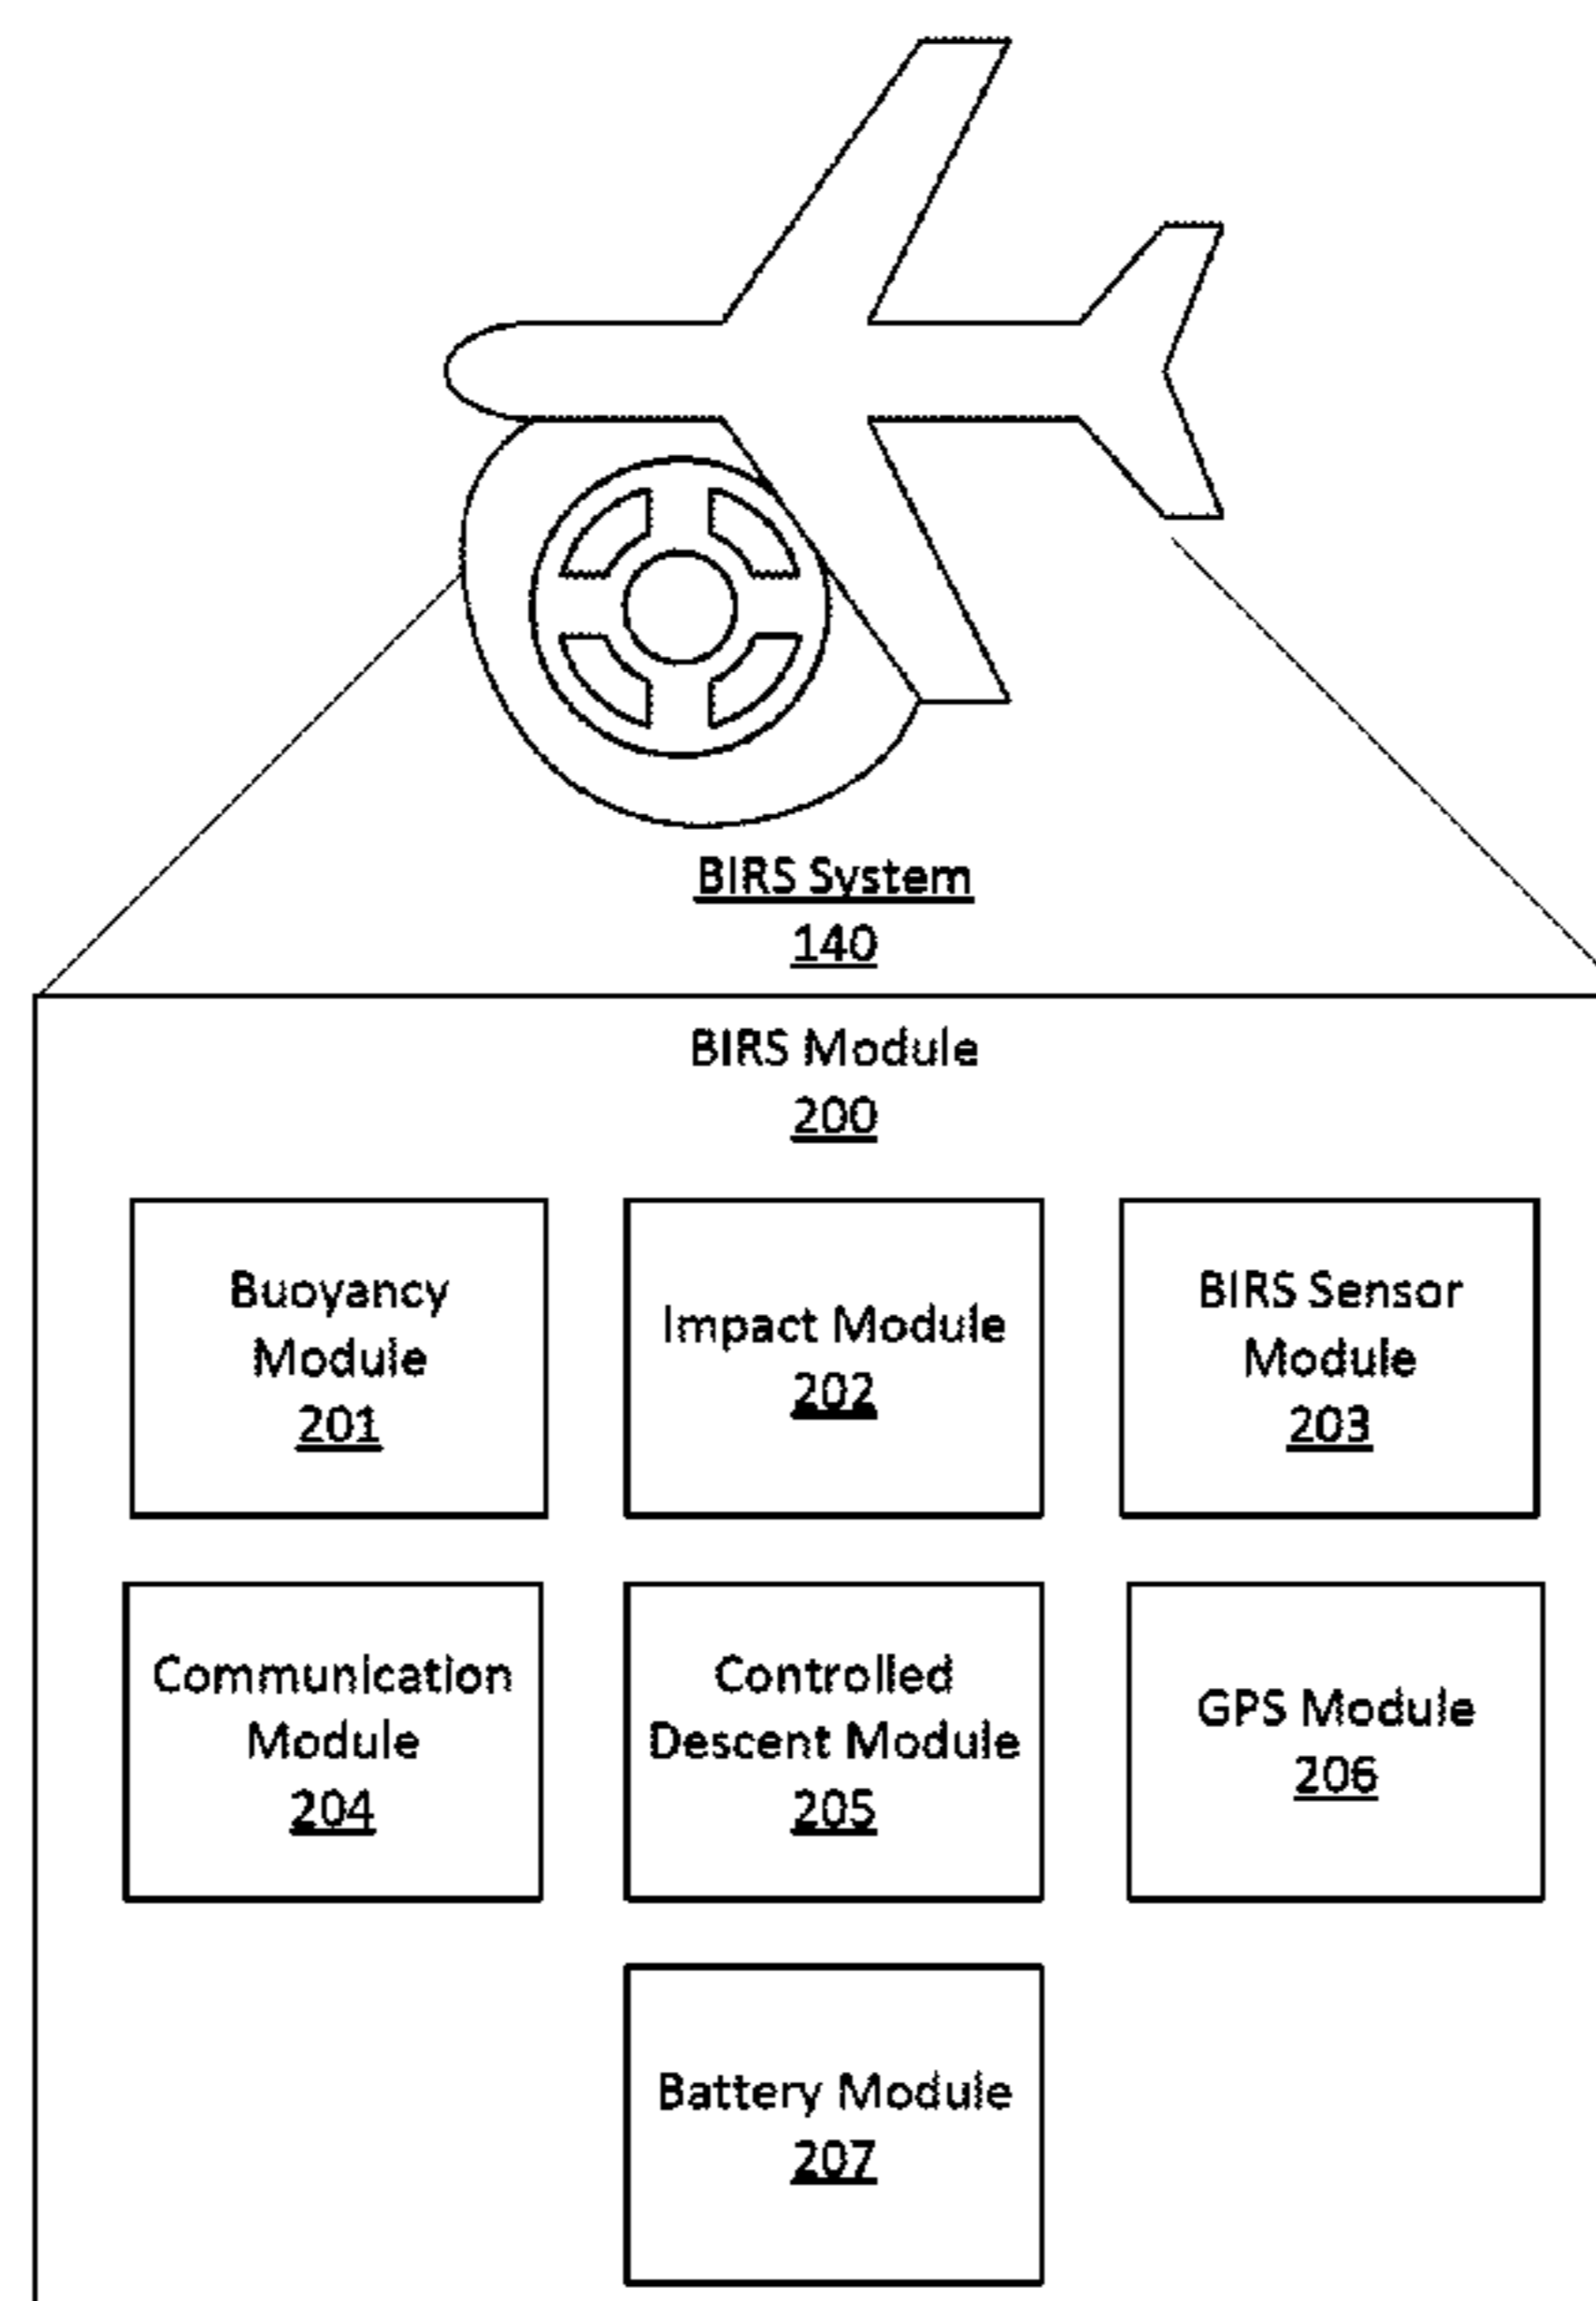 BIRS System
140
BIRS Module
200
Buoyancy
Module
201
Impact Module
202
BIRS Sensor
Module
203
Communication
Module
204
Controlled
Descent Module
205
GPS Module
206
Battery Module
207